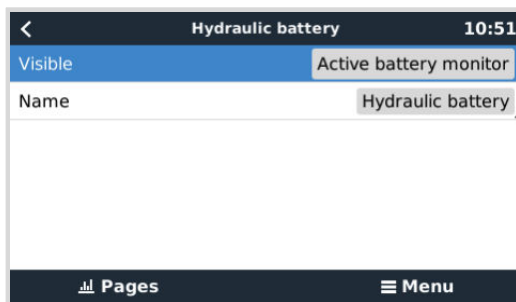 Hydraulic battery 10:51
Visible Active battery monitor
Name Hydraulic battery
Pages Menu